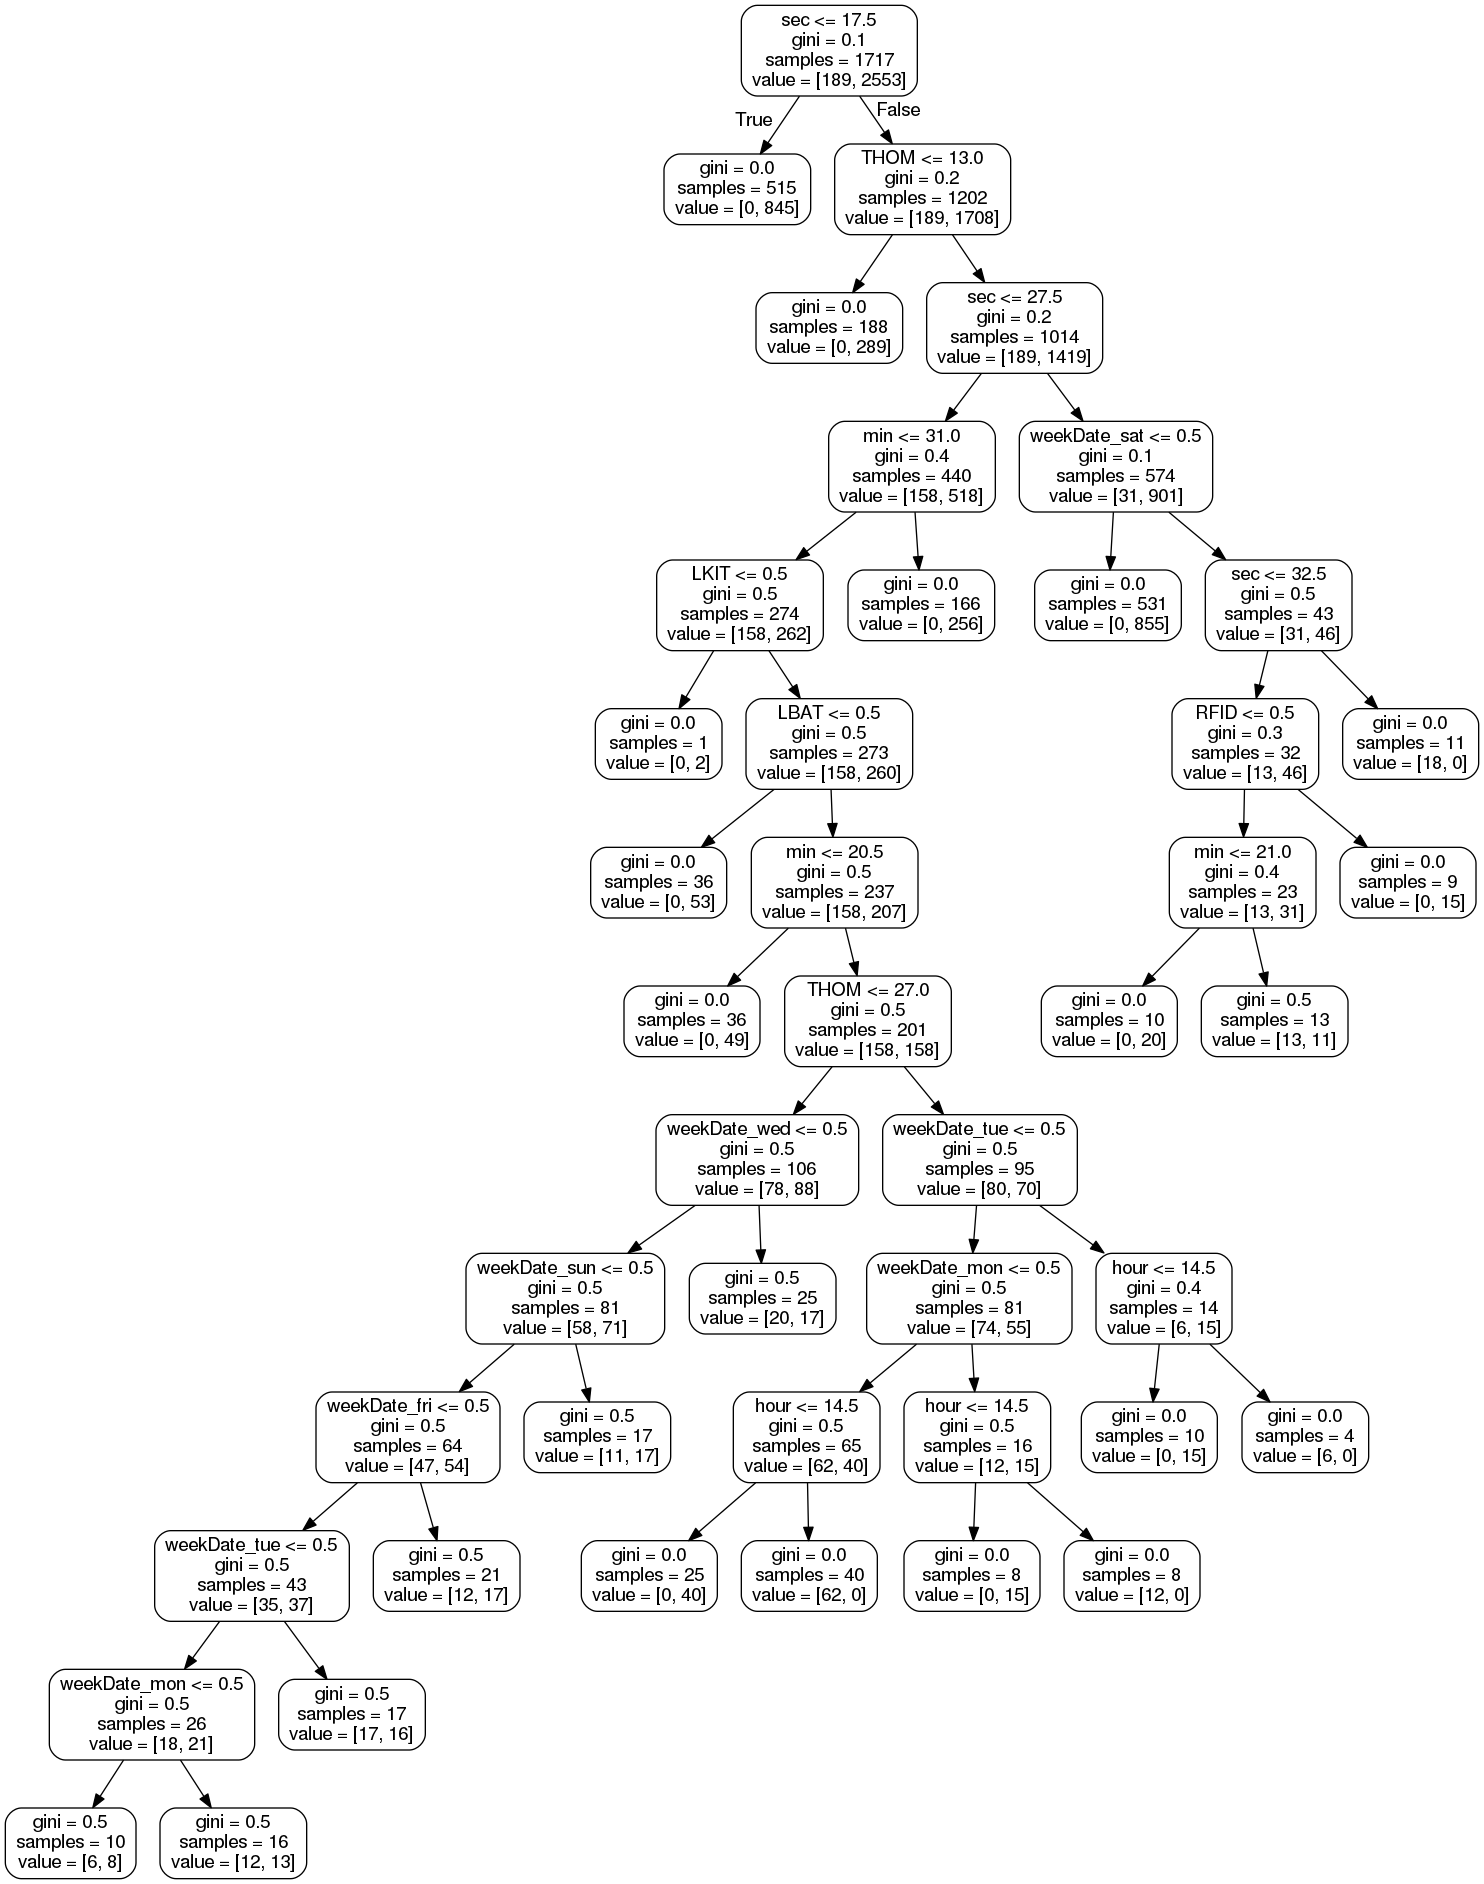 sec <= 17.5
gini = 0.1
samples = 1717
value = [189, 2553]
True
False
gini = 0.0
samples = 515
value = [0, 845]
THOM <= 13.0
gini = 0.2
samples = 1202
value = [189, 1708]
gini = 0.0
samples = 188
value = [0, 289]
sec <= 27.5
gini = 0.2
samples = 1014
value = [189, 1419]
min <= 31.0
gini = 0.4
samples = 440
value = [158, 518]
weekDate_sat <= 0.5
gini = 0.1
samples = 574
value = [31, 901]
LKIT <= 0.5
gini = 0.5
samples = 274
value = [158, 262]
gini = 0.0
samples = 166
value = [0, 256]
gini = 0.0
samples = 531
value = [0, 855]
sec <= 32.5
gini = 0.5
samples = 43
value = [31, 46]
gini = 0.0
samples = 1
value = [0, 2]
LBAT <= 0.5
gini = 0.5
samples = 273
value = [158, 260]
RFID <= 0.5
gini = 0.3
samples = 32
value = [13, 46]
gini = 0.0
samples = 11
value = [18, 0]
gini = 0.0
samples = 36
value = [0, 53]
min <= 20.5
gini = 0.5
samples = 237
value = [158, 207]
min <= 21.0
gini = 0.4
samples = 23
value = [13, 31]
gini = 0.0
samples = 9
value = [0, 15]
gini = 0.0
samples = 36
value = [0, 49]
THOM <= 27.0
gini = 0.5
samples = 201
value = [158, 158]
gini = 0.0
samples = 10
value = [0, 20]
gini = 0.5
samples = 13
value = [13, 11]
weekDate_wed <= 0.5
gini = 0.5
samples = 106
value = [78, 88]
weekDate_tue <= 0.5
gini = 0.5
samples = 95
value = [80, 70]
weekDate_sun <= 0.5
gini = 0.5
samples = 81
value = [58, 71]
gini = 0.5
samples = 25
value = [20, 17]
weekDate_mon <= 0.5
gini = 0.5
samples = 81
value = [74, 55]
hour <= 14.5
gini = 0.4
samples = 14
value = [6, 15]
weekDate_fri <= 0.5
gini = 0.5
samples = 64
value = [47, 54]
gini = 0.5
samples = 17
value = [11, 17]
hour <= 14.5
gini = 0.5
samples = 65
value = [62, 40]
hour <= 14.5
gini = 0.5
samples = 16
value = [12, 15]
gini = 0.0
samples = 10
value = [0, 15]
gini = 0.0
samples = 4
value = [6, 0]
weekDate_tue <= 0.5
gini = 0.5
samples = 43
value = [35, 37]
gini = 0.5
samples = 21
value = [12, 17]
gini = 0.0
samples = 25
value = [0, 40]
gini = 0.0
samples = 40
value = [62, 0]
gini = 0.0
samples = 8
value = [0, 15]
gini = 0.0
samples = 8
value = [12, 0]
weekDate_mon <= 0.5
gini = 0.5
samples = 26
value = [18, 21]
gini = 0.5
samples = 17
value = [17, 16]
gini = 0.5
samples = 10
value = [6, 8]
gini = 0.5
samples = 16
value = [12, 13]